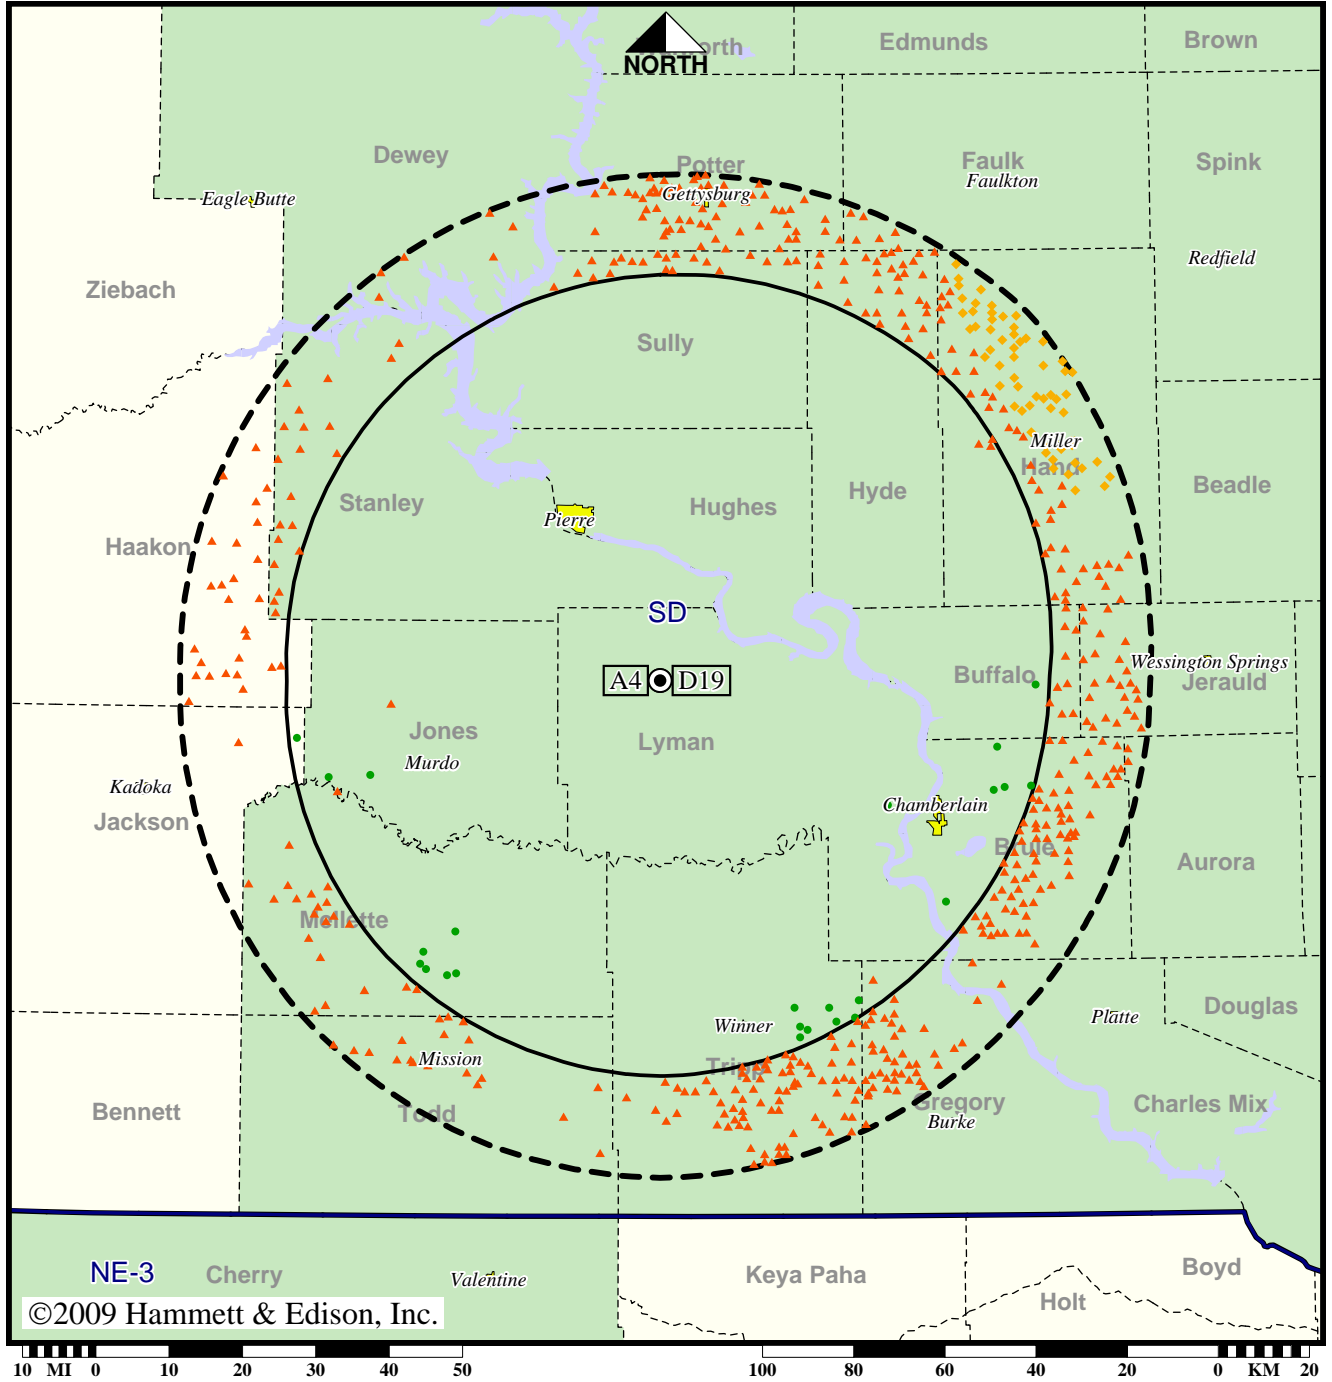 Walworth
Edmunds
Brown
NORTH
Dewey
Potter
Faulk
Spink
Faulkton
Eagle Butte
Gettysburg
Redfield
Ziebach
Sully
Miller
Hand
Stanley
Hughes
Hyde
Beadle
Pierre
Haakon
SD
Wessington Springs
Buffalo
Jerauld
A4
D19
Jones
Lyman
Murdo
Kadoka
Chamberlain
Jackson
Brule
Aurora
Mellette
Douglas
Platte
Winner
Mission
Tripp
Bennett
Todd
Gregory
Charles Mix
Burke
NE-3
Cherry
Valentine
Keya Paha
Boyd
Holt
©2009 Hammett & Edison, Inc.
10 MI 0 10 20 30 40 50 100 80 60 40 20 0 KM 20